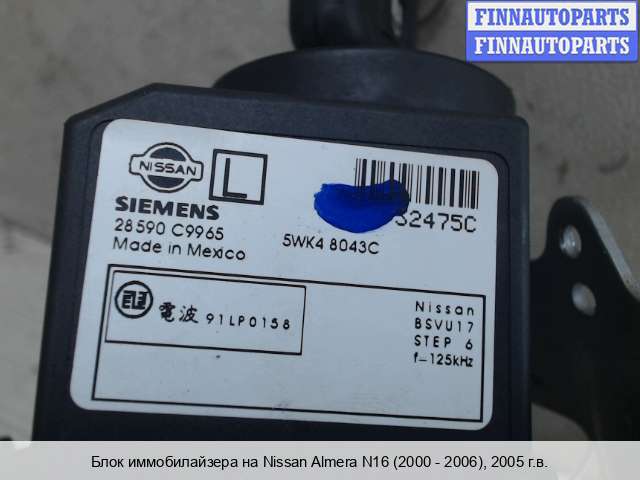 FINNAUTOPARTS
FINNAUTOPARTS
NISSAN
L
SIEMENS
32475C
28590 C9965
5WK4 8043C
Made in Mexico
電波 91LP0158
Nissan
BSVU17
STEP 6
f-125kHz
Блок иммобилайзера на Nissan Almera N16 (2000 - 2006), 2005 г.в.